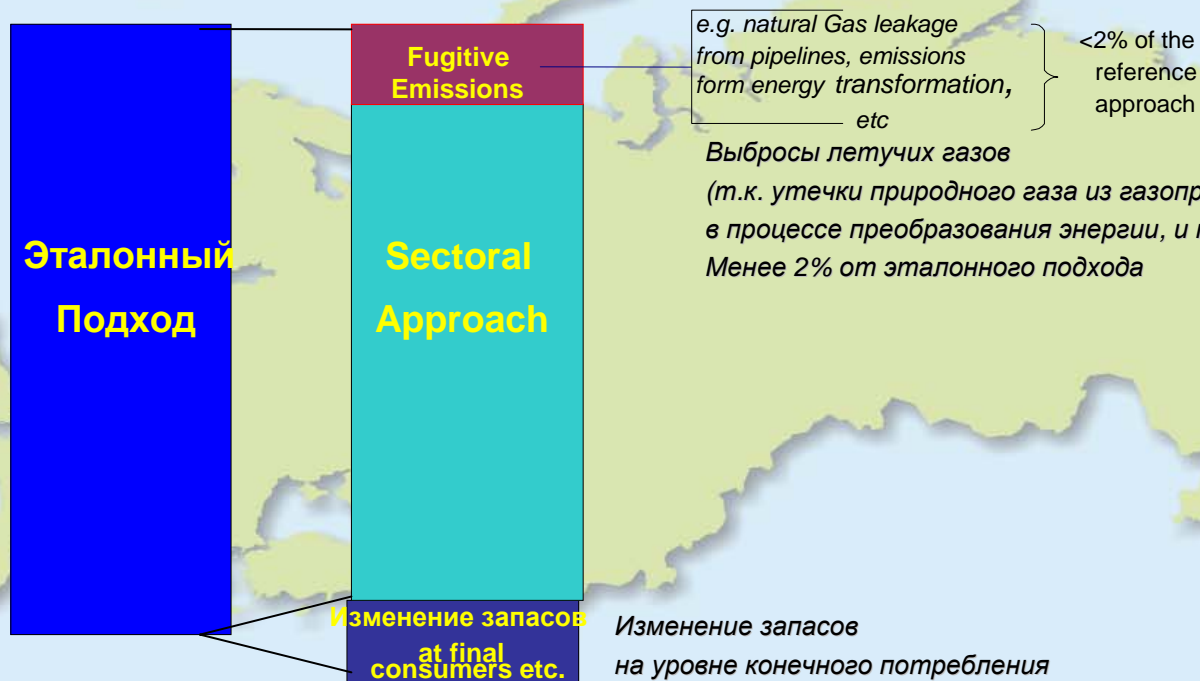 Эталонный
Подход
Fugitive
Emissions
Sectoral
Approach
Изменение запасов
at final
consumers etc.
e.g. natural Gas leakage
from pipelines, emissions
form energy transformation,
etc
<2% of the
reference
approach
Выбросы летучих газов
(т.к. утечки природного газа из
в процессе преобразования энергии, и
Менее 2% от эталонного подхода
Изменение запасов
на уровне конечного потребления